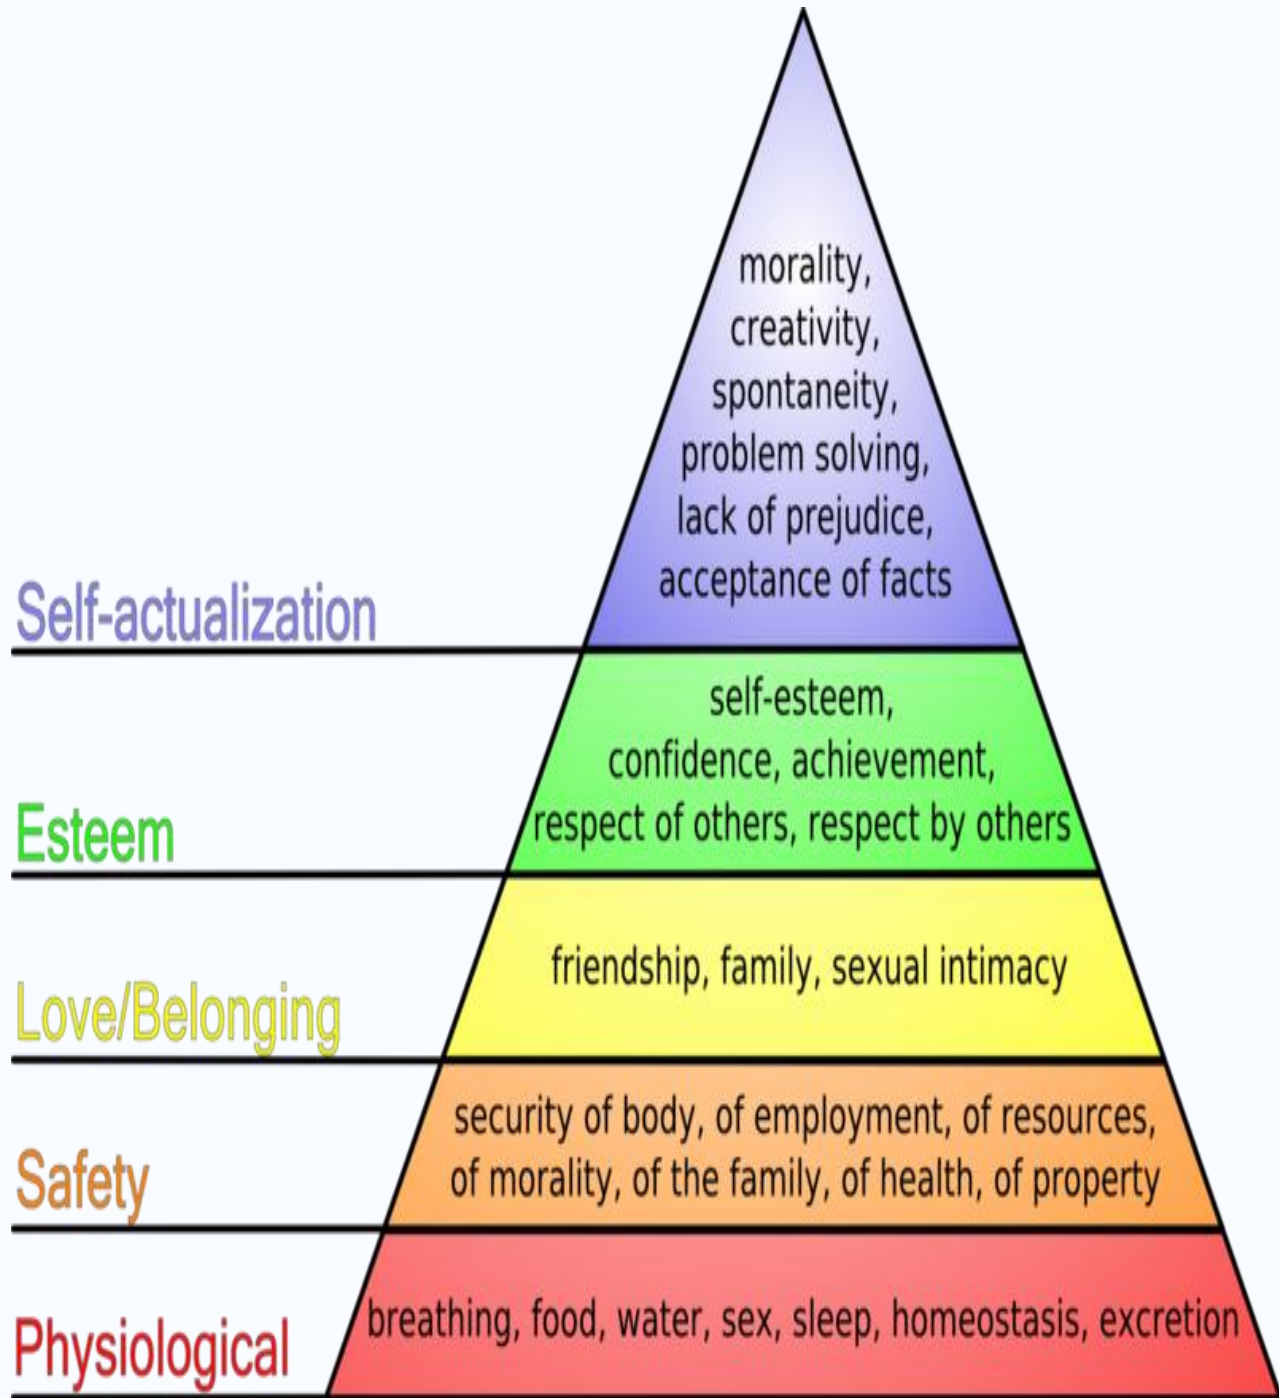 morality,
creativity,
spontaneity,
problem solving,
lack of prejudice,
acceptance of facts
Self-actualization
self-esteem,
confidence, achievement,
respect of others, respect by others
Esteem
friendship, family, sexual intimacy
Love/Belonging
security of body, of employment, of resources,
of morality, of the family, of health, of property
Safety
breathing, food, water, sex, sleep, homeostasis, excretion
Physiological